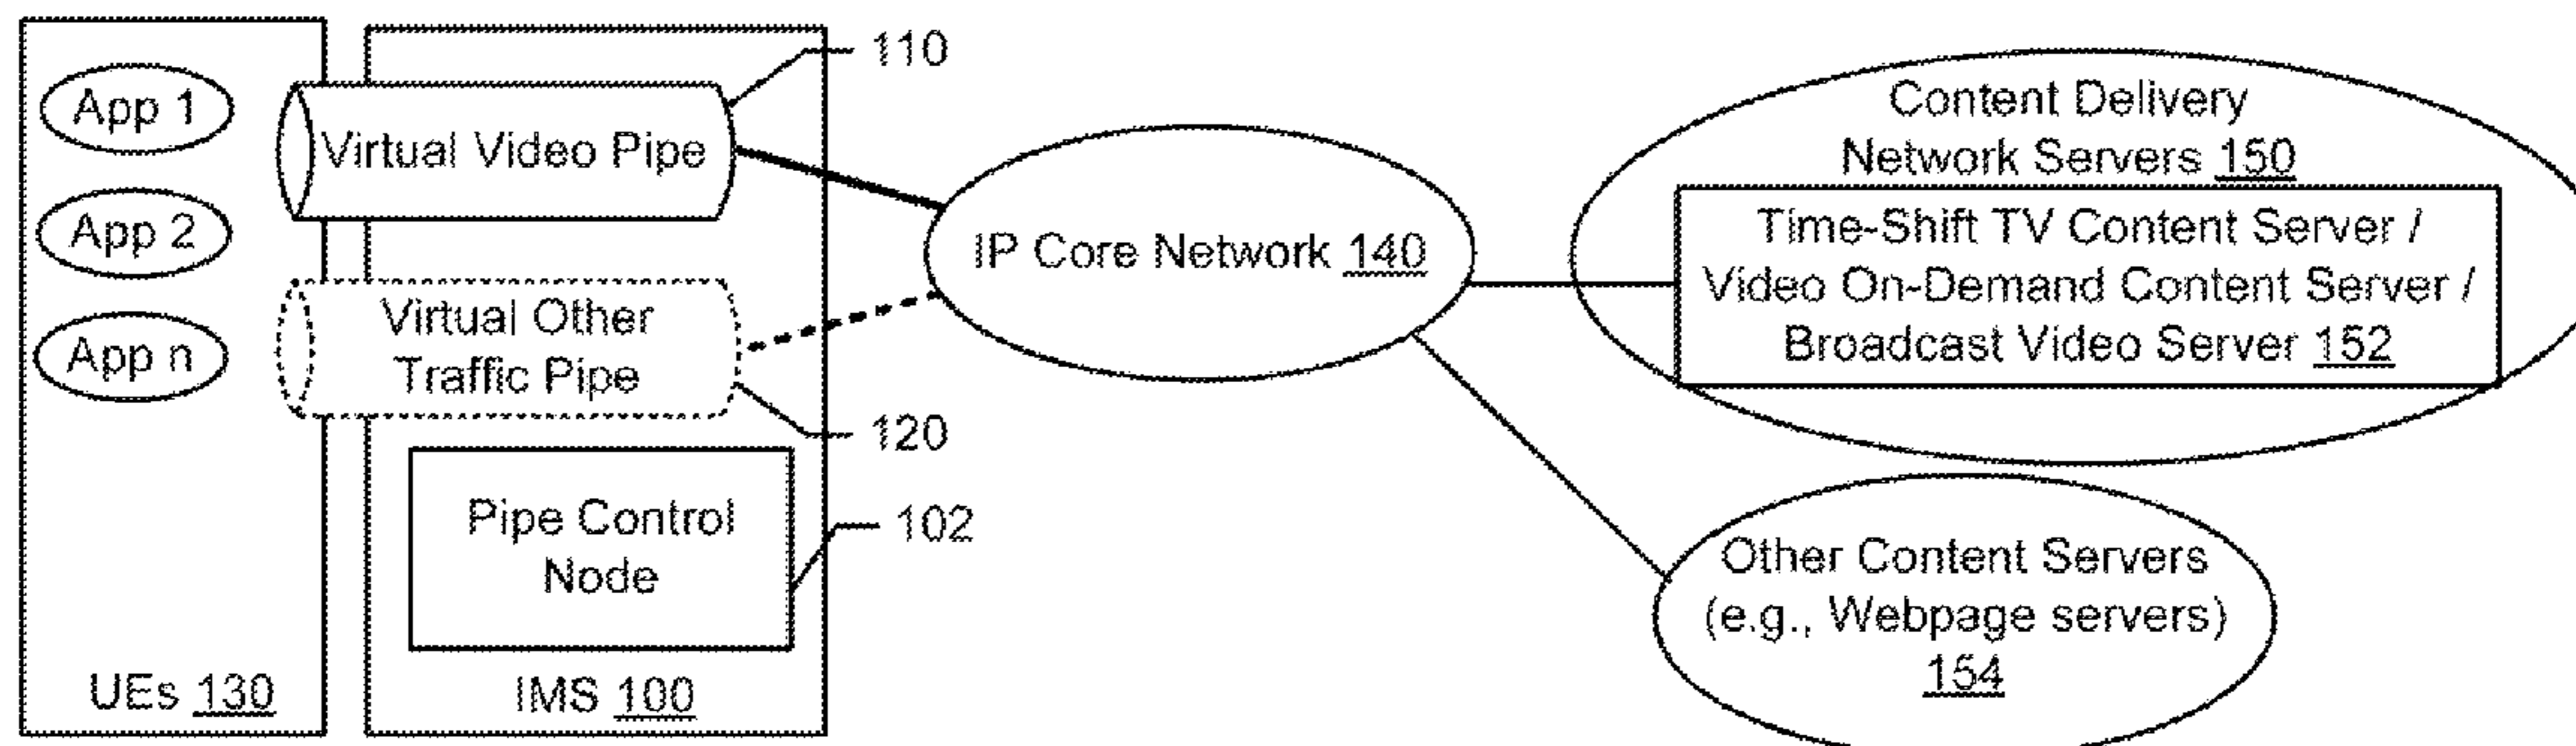 App 1
App 2
App n
UEs 130
110
Virtual Video Pipe
Virtual Other
Traffic Pipe
120
Pipe Control
Node
102
IMS 100
IP Core Network 140
Content Delivery
Network Servers 150
Time-Shift TV Content Server /
Video On-Demand Content Server /
Broadcast Video Server 152
Other Content Servers
(e.g., Webpage servers)
154